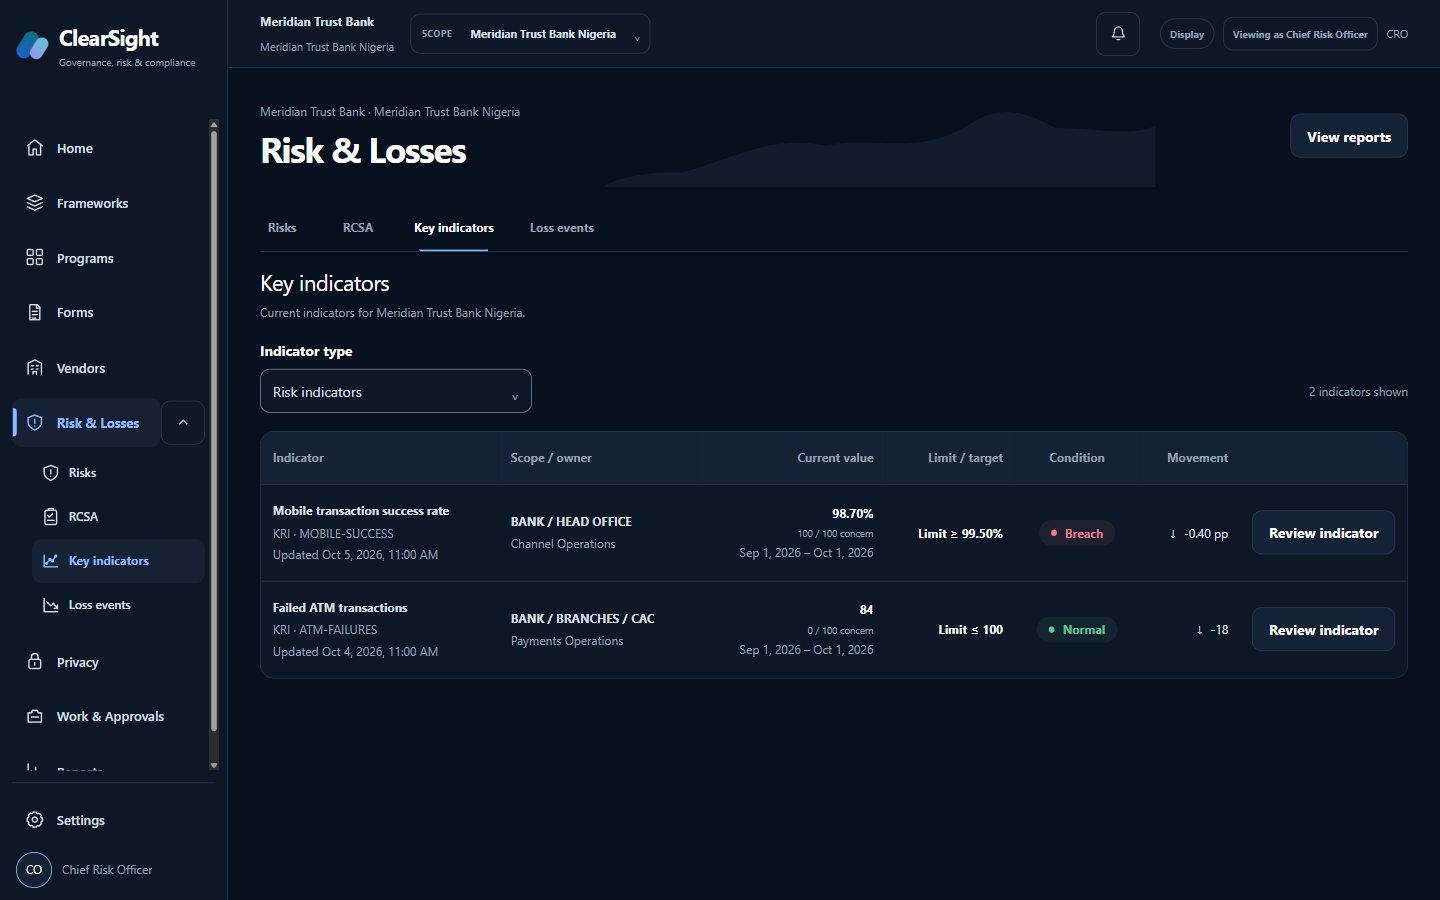 ClearSight
Governance, risk & compliance
Meridian Trust Bank
Meridian Trust Bank Nigeria
SCOPE Meridian Trust Bank Nigeria
Display
Viewing as Chief Risk Officer
CRO
Home
Frameworks
Programs
Forms
Vendors
Risk & Losses
Risks
RCSA
Key indicators
Loss events
Privacy
Work & Approvals
Reports
Settings
CO Chief Risk Officer
Meridian Trust Bank · Meridian Trust Bank Nigeria
Risk & Losses
View reports
Risks RCSA Key indicators Loss events
Key indicators
Current indicators for Meridian Trust Bank Nigeria.
Indicator type
Risk indicators
2 indicators shown
Indicator Scope / owner Current value Limit / target Condition Movement
Mobile transaction success rate
KRI · MOBILE-SUCCESS
Updated Oct 5, 2026, 11:00 AM
BANK / HEAD OFFICE
Channel Operations
98.70%
100 / 100 concern
Sep 1, 2026 – Oct 1, 2026
Limit ≥ 99.50%
Breach
↓ -0.40 pp
Review indicator
Failed ATM transactions
KRI · ATM-FAILURES
Updated Oct 4, 2026, 11:00 AM
BANK / BRANCHES / CAC
Payments Operations
84
0 / 100 concern
Sep 1, 2026 – Oct 1, 2026
Limit ≤ 100
Normal
↓ -18
Review indicator